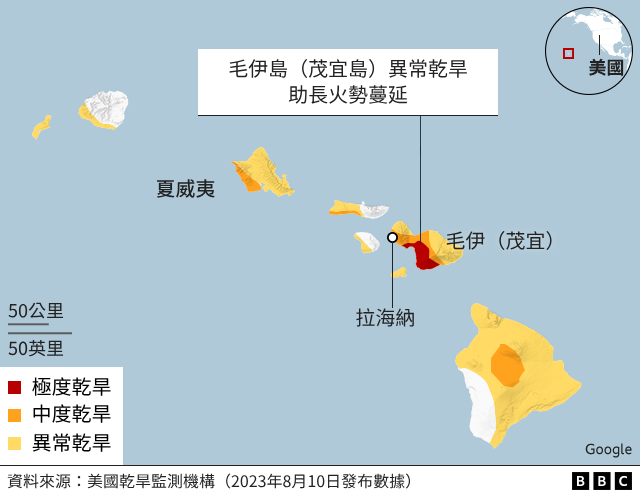 美國
毛伊島（茂宜島）異常乾旱
助長火勢蔓延
夏威夷
毛伊（茂宜）
拉海納
50公里
50英里
極度乾旱
中度乾旱
異常乾旱
Google
資料來源：美國乾旱監測機構（2023年8月10日發布數據）
BBC